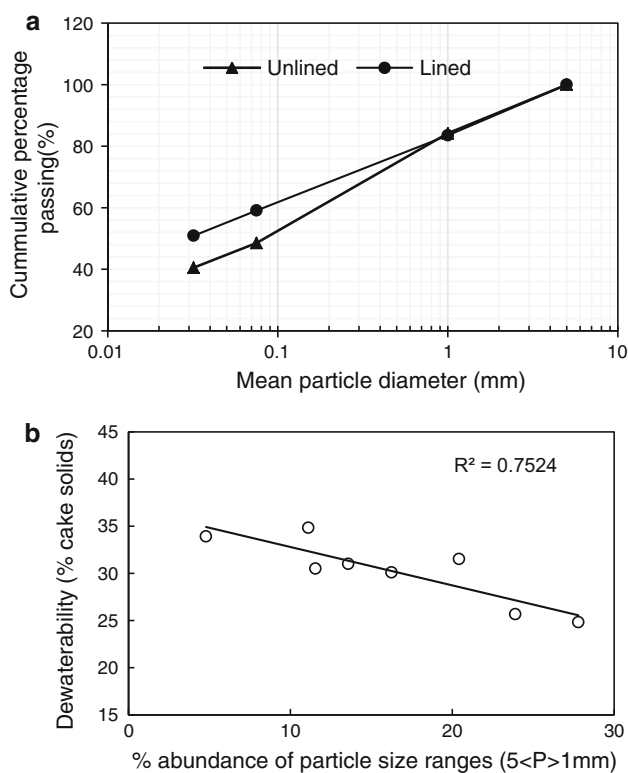 a
120
100
80
60
40
20
Cummulative percentage
passing(%)
Unlined
Lined
0.01
0.1
1
10
Mean particle diameter (mm)
b
45
40
35
30
25
20
15
Dewaterability (% cake solids)
R² = 0.7524
0
10
20
30
% abundance of particle size ranges (5<P>1mm)